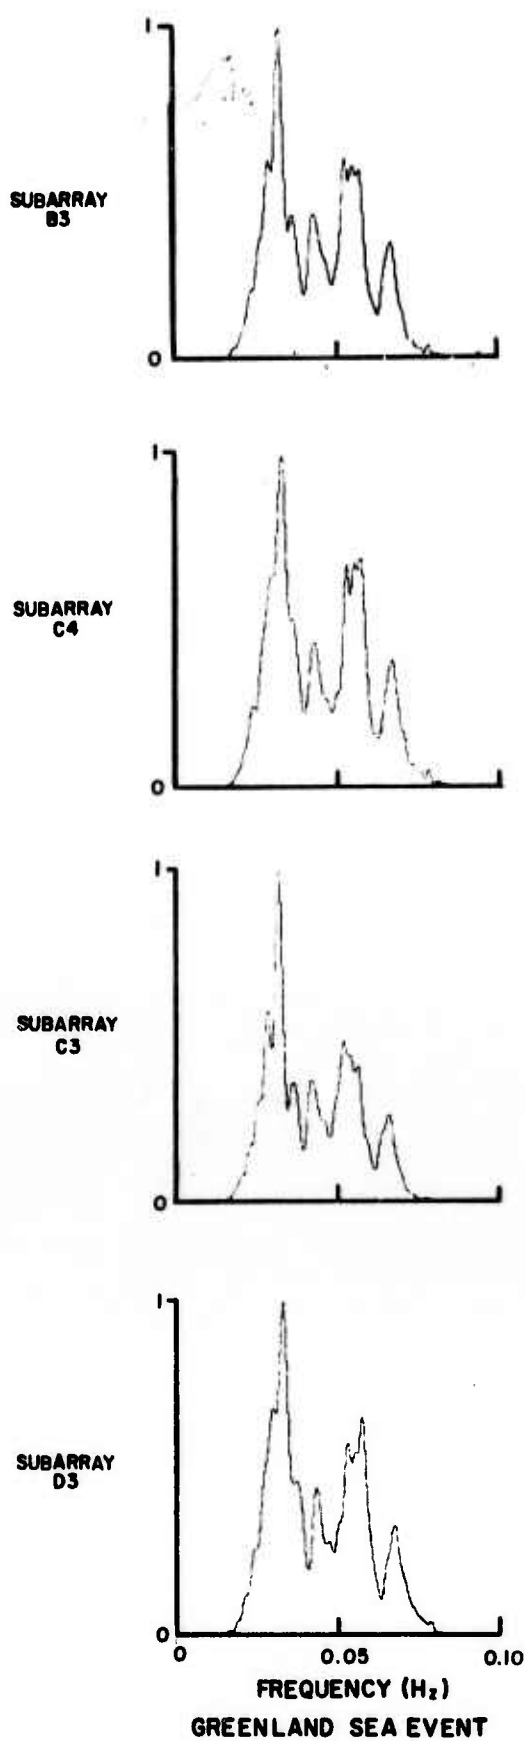 1
SUBARRAY
B3
0
1
SUBARRAY
C4
0
1
SUBARRAY
C3
0
1
SUBARRAY
D3
0
0 0.05 0.10
FREQUENCY (Hz)
GREENLAND SEA EVENT